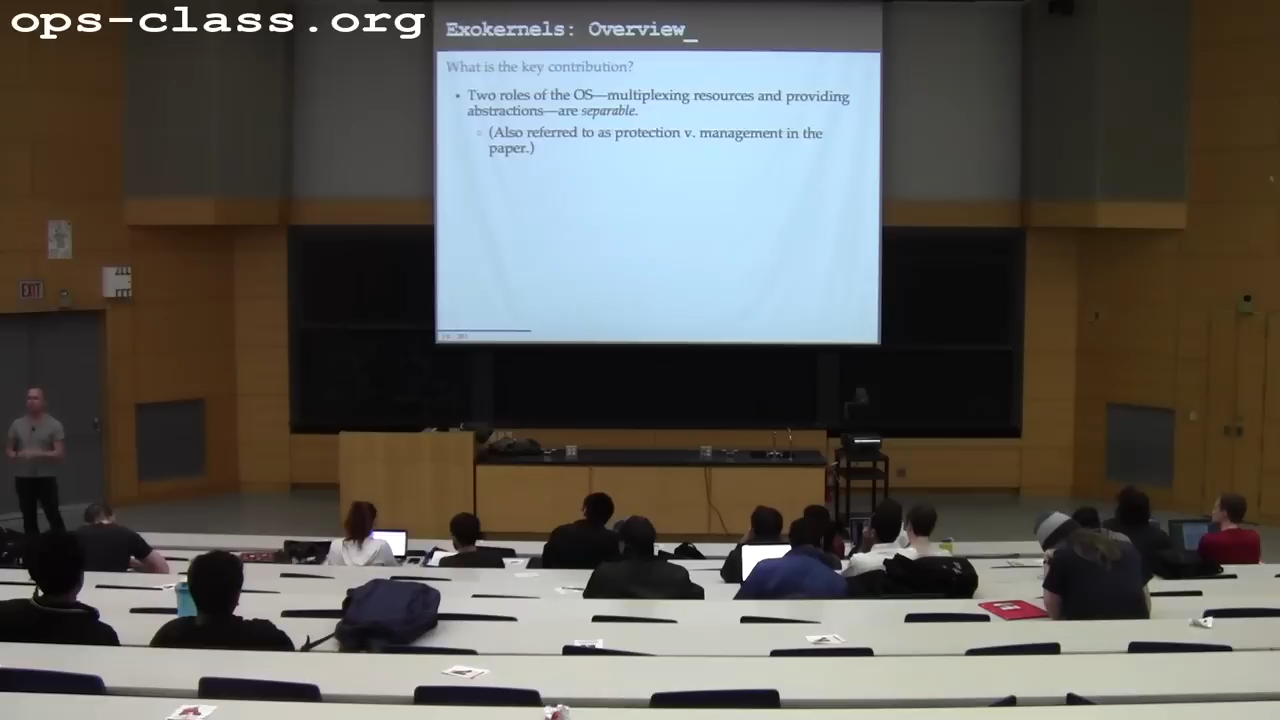 ops-class.org
Exokernels: Overview_
What is the key contribution?
• Two roles of the OS—multiplexing resources and providing
abstractions—are separable.
◦ (Also referred to as protection v. management in the
paper.)
EXIT